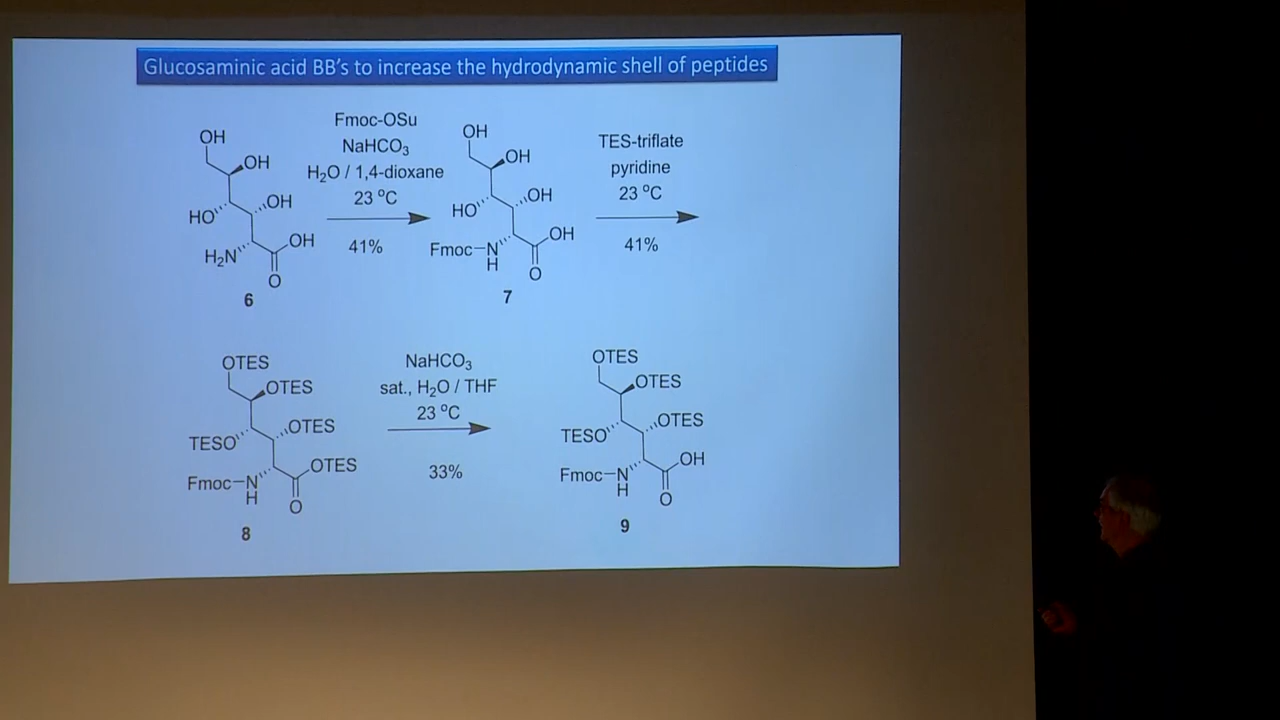 Glucosaminic acid BB's to increase the hydrodynamic shell of peptides
OH
OH
OH
HO
OH
H₂N
O
6
Fmoc-OSu
NaHCO₃
H₂O / 1,4-dioxane
23 ºC
41%
OH
OH
OH
HO
OH
Fmoc–N
H
O
7
TES-triflate
pyridine
23 ºC
41%
OTES
OTES
OTES
TESO
OTES
Fmoc–N
H
O
8
NaHCO₃
sat., H₂O / THF
23 ºC
33%
OTES
OTES
OTES
TESO
OH
Fmoc–N
H
O
9